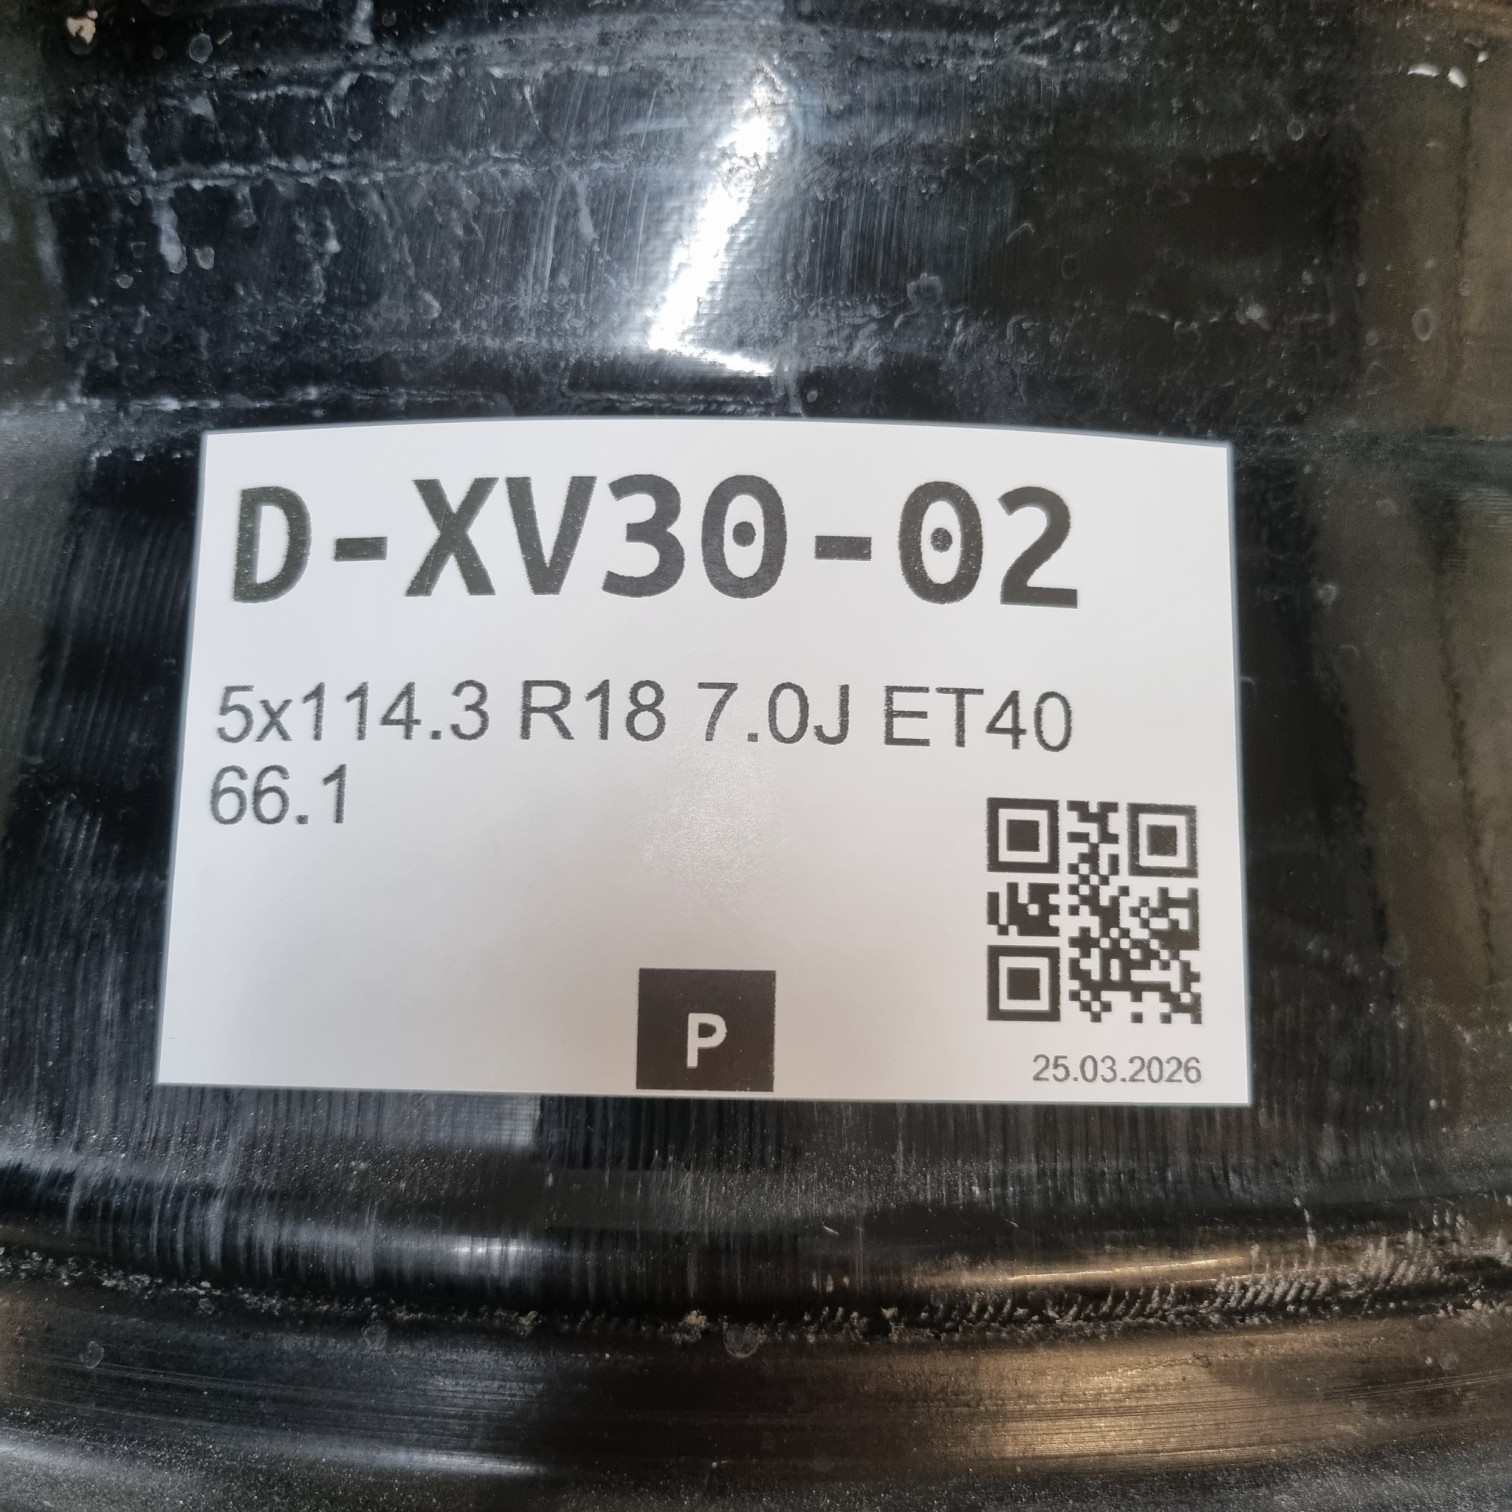 D-XV30-02
5x114.3 R18 7.0J ET40
66.1
P
25.03.2026